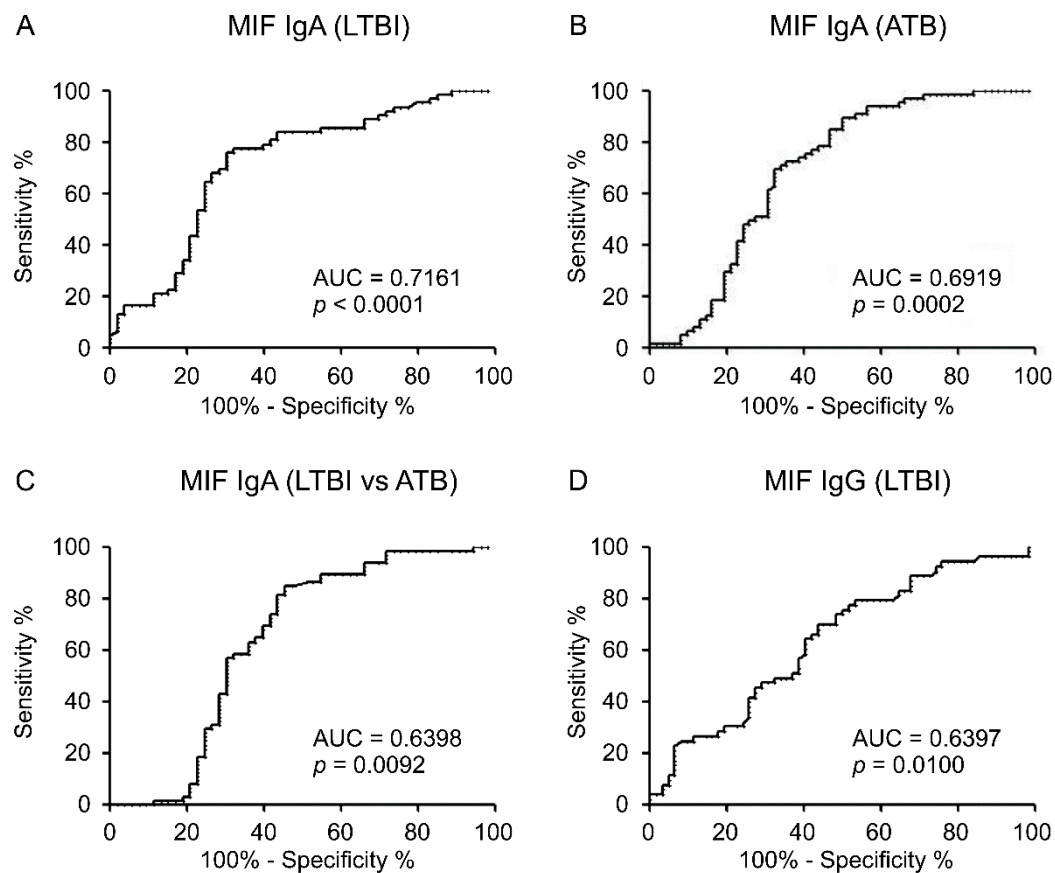 A
MIF IgA (LTBI)
100
80
60
40
20
0
Sensitivity %
AUC = 0.7161
p < 0.0001
0 20 40 60 80 100
100% - Specificity %
B
MIF IgA (ATB)
100
80
60
40
20
0
Sensitivity %
AUC = 0.6919
p = 0.0002
0 20 40 60 80 100
100% - Specificity %
C
MIF IgA (LTBI vs ATB)
100
80
60
40
20
0
Sensitivity %
AUC = 0.6398
p = 0.0092
0 20 40 60 80 100
100% - Specificity %
D
MIF IgG (LTBI)
100
80
60
40
20
0
Sensitivity %
AUC = 0.6397
p = 0.0100
0 20 40 60 80 100
100% - Specificity %